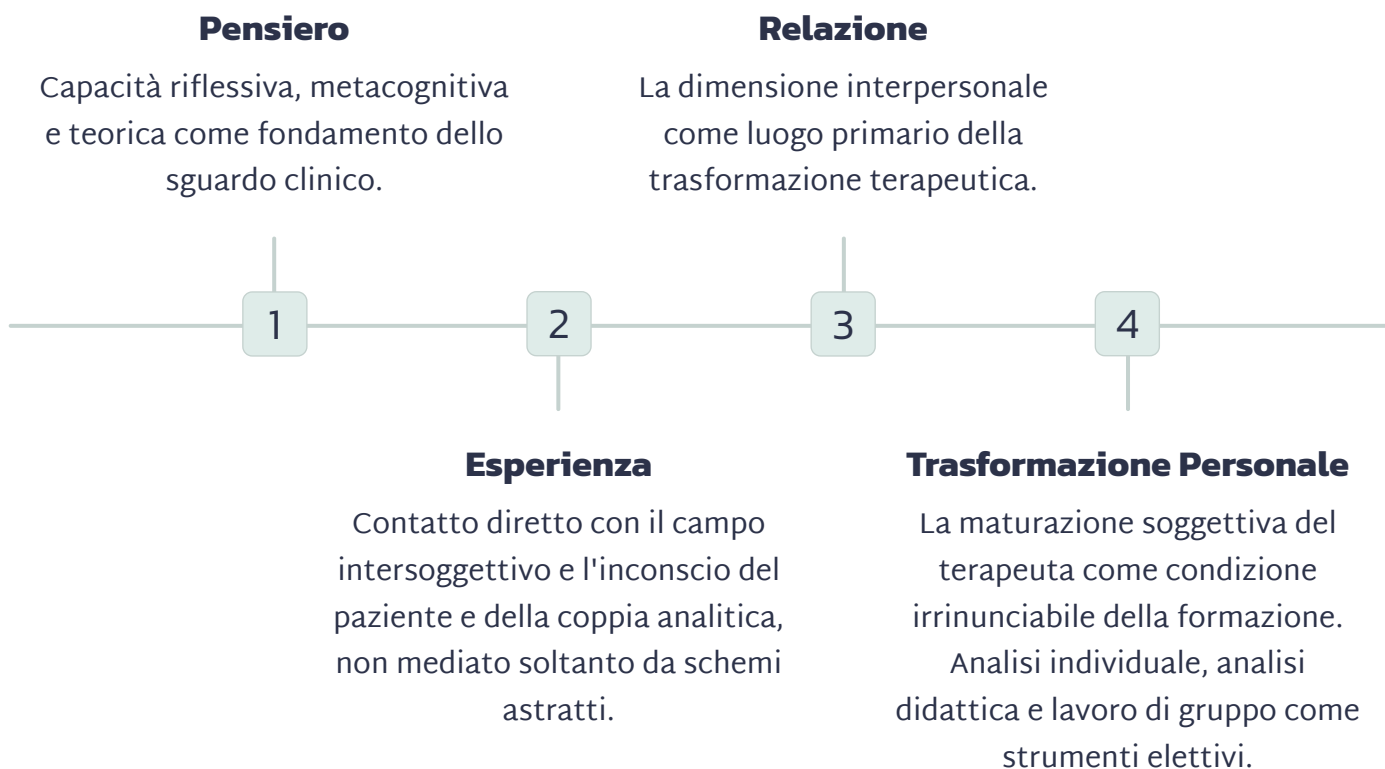 Pensiero
Capacità riflessiva, metacognitiva
e teorica come fondamento dello
sguardo clinico.
Relazione
La dimensione interpersonale
come luogo primario della
trasformazione terapeutica.
1
2
3
4
Esperienza
Contatto diretto con il campo
intersoggettivo e l'inconscio del
paziente e della coppia analitica,
non mediato soltanto da schemi
astratti.
Trasformazione Personale
La maturazione soggettiva del
terapeuta come condizione
irrinunciabile della formazione.
Analisi individuale, analisi
didattica e lavoro di gruppo come
strumenti elettivi.